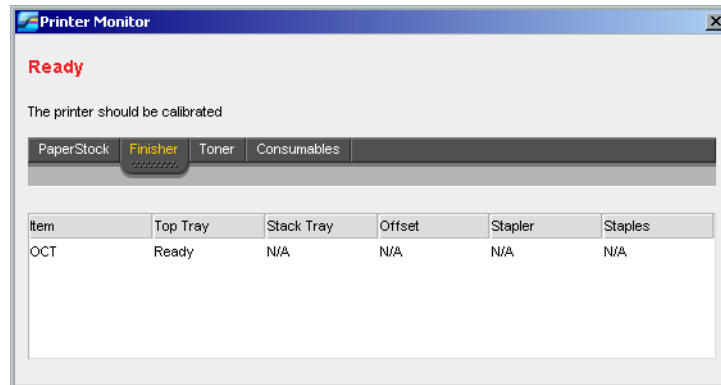 Printer Monitor
Ready
The printer should be calibrated
PaperStock Finisher Toner Consumables
Item Top Tray Stack Tray Offset Stapler Staples
OCT Ready N/A N/A N/A N/A